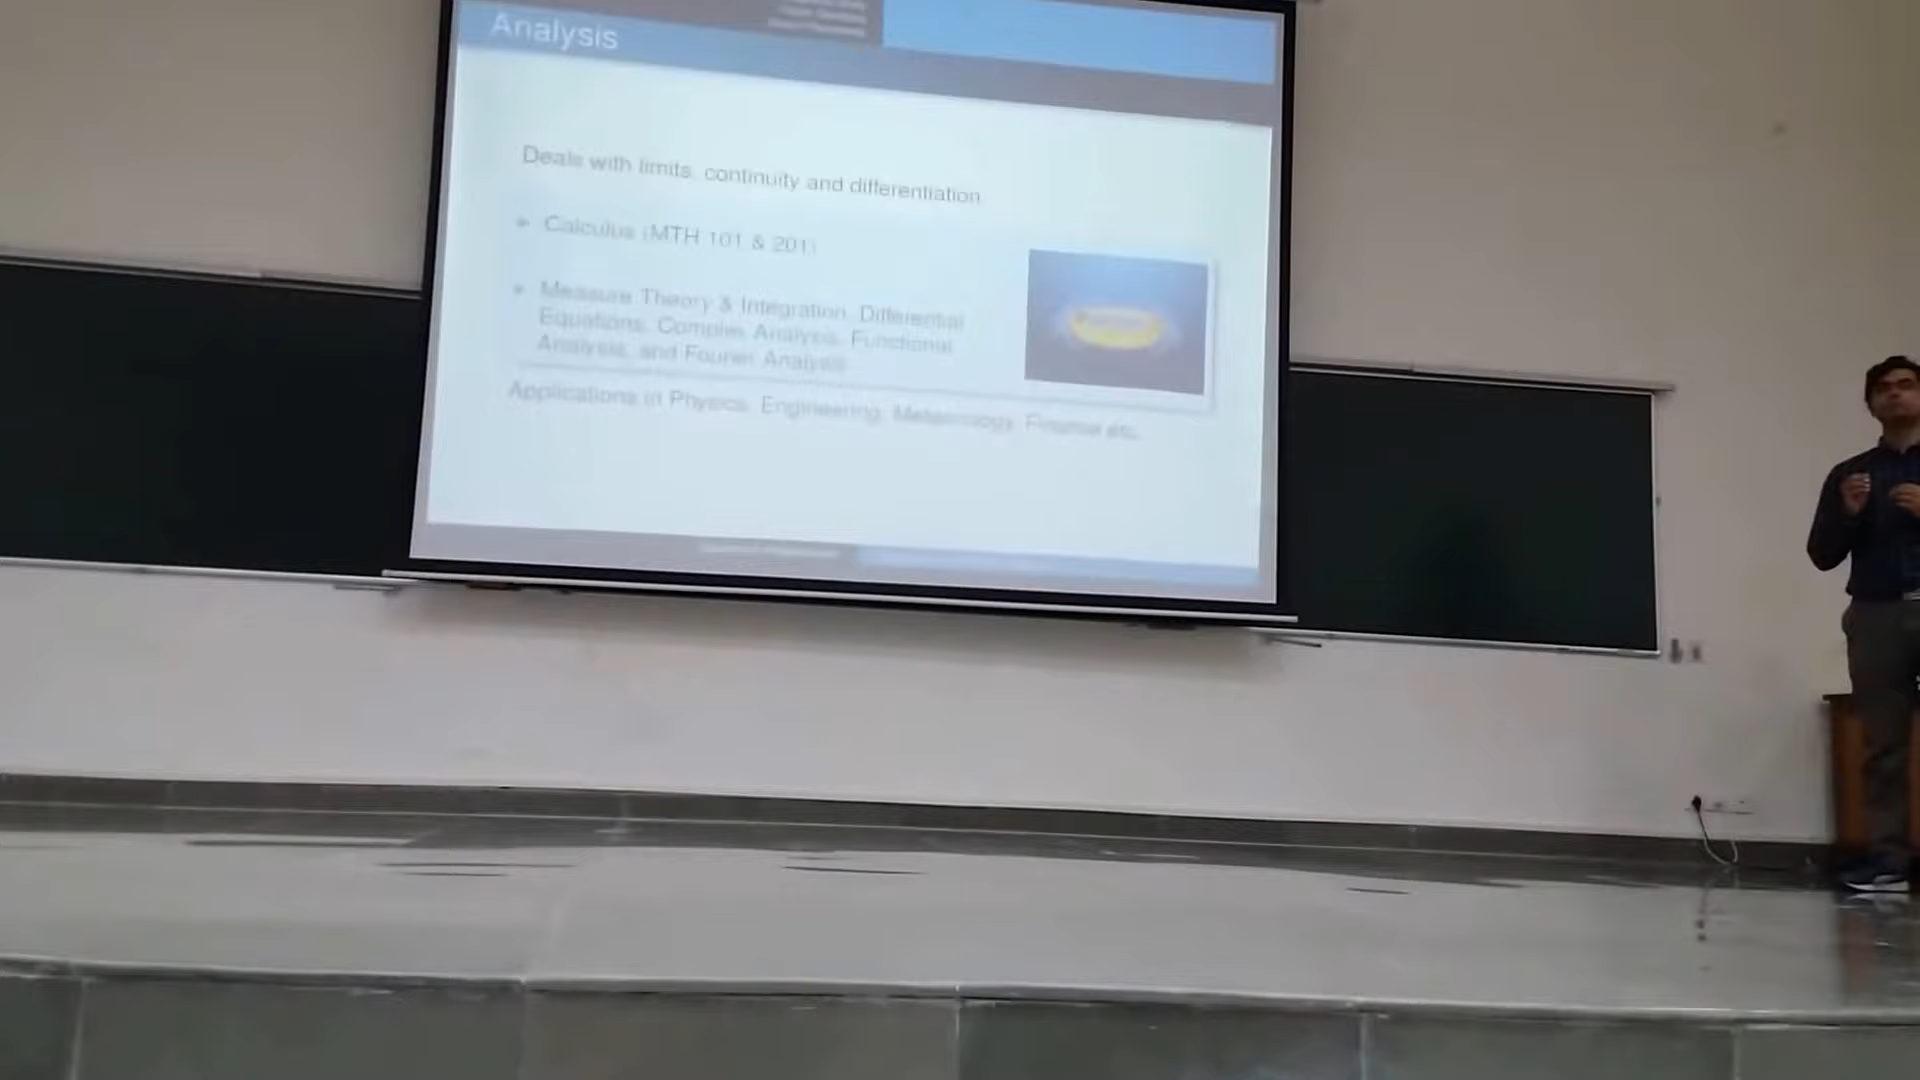 Analysis
Deals with limits, continuity and differentiation
Calculus (MTH 101 & 201)
Measure Theory & Integration, Differential
Equations, Complex Analysis, Functional
Analysis, and Fourier Analysis
Applications in Physics, Engineering, Meteorology, Finance etc.